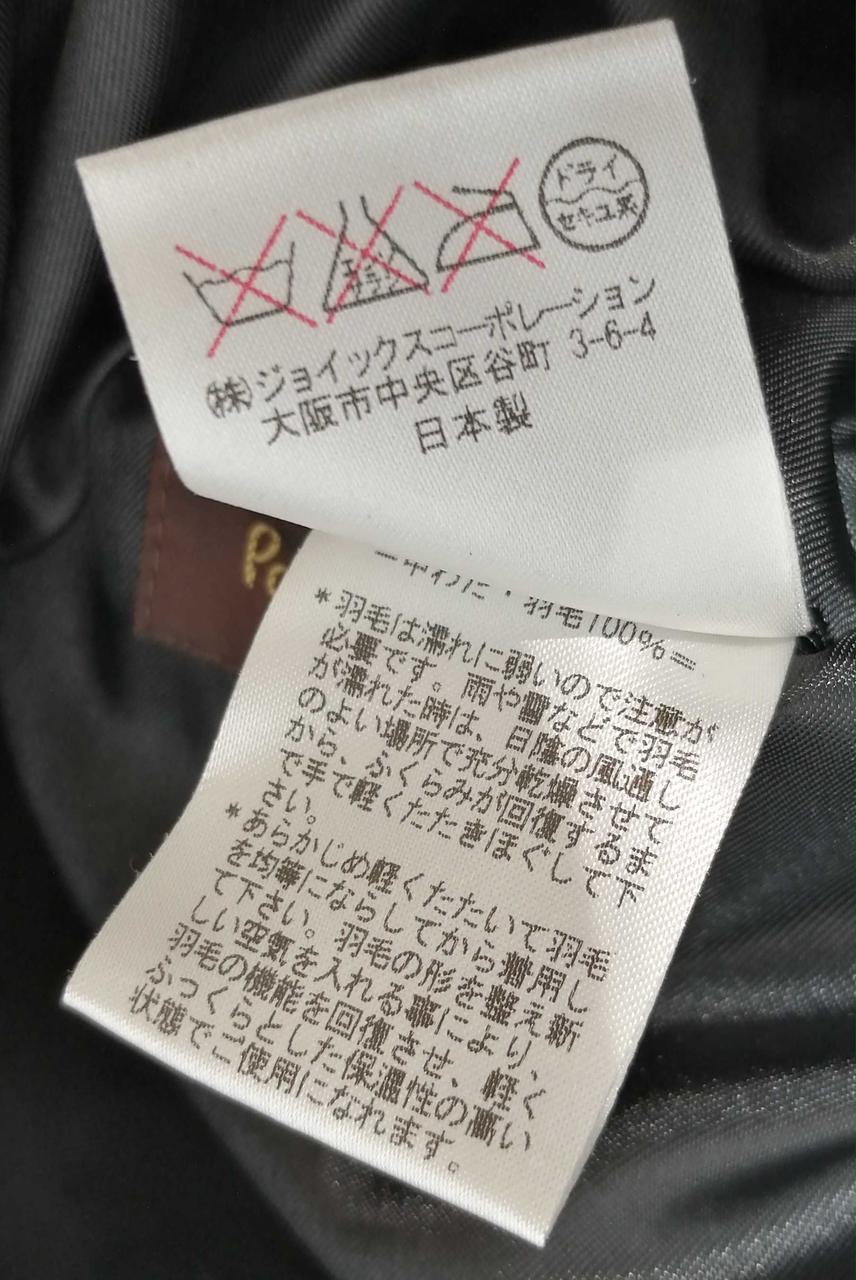 ドライ
セキユ系
エンソ
サラシ
㈱ジョイックスコーポレーション
大阪市中央区谷町 3-6-4
日本製
Pa
中わた・羽毛100%
*羽毛は濡れに弱いので注意が
必要です。雨や雪などで羽毛
が濡れた時は、日陰の風通し
のよい場所で充分乾燥させて
から、ふくらみが回復するま
で手で軽くたたきほぐして下
さい。
*あらかじめ軽くたたいて羽毛
を均等にならしてから着用し
て下さい。羽毛の形を整え新
しい空気を入れる事により、
羽毛の機能を回復させ、軽く
ふっくらとした保温性の高い
状態でご使用になれます。